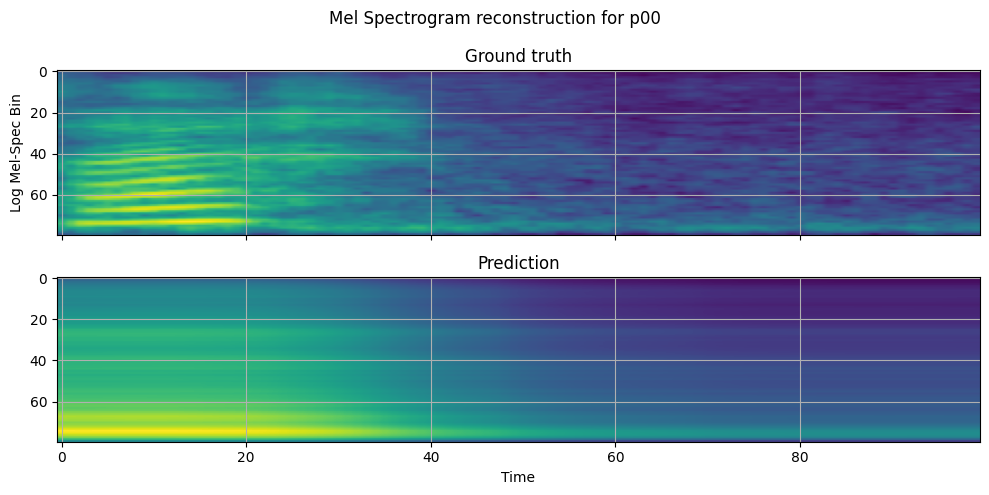 Mel Spectrogram reconstruction for p00
Ground truth
0
20
40
60
Log Mel-Spec Bin
Prediction
0
20
40
60
0 20 40 60 80
Time